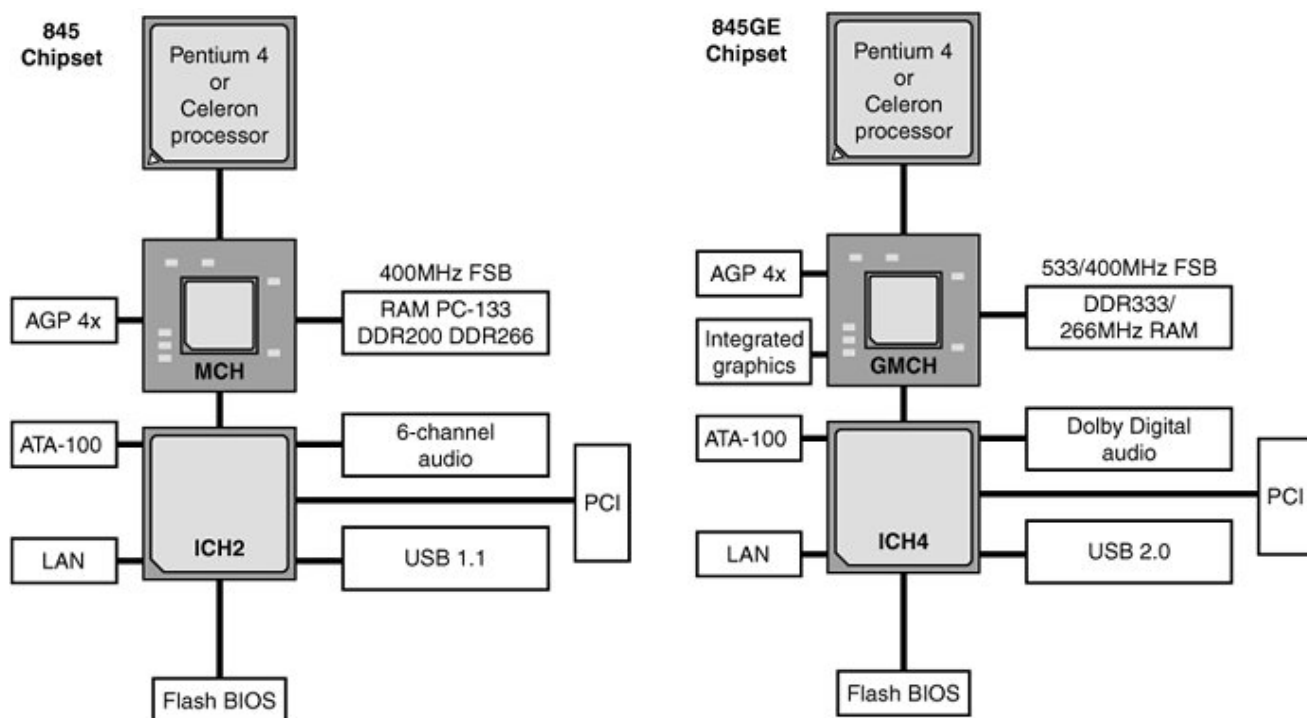 845
Chipset
Pentium 4
or
Celeron
processor
400MHz FSB
AGP 4x
RAM PC-133
DDR200 DDR266
MCH
ATA-100
6-channel
audio
PCI
LAN
ICH2
USB 1.1
Flash BIOS
845GE
Chipset
Pentium 4
or
Celeron
processor
AGP 4x
533/400MHz FSB
DDR333/
266MHz RAM
Integrated
graphics
GMCH
ATA-100
Dolby Digital
audio
PCI
LAN
ICH4
USB 2.0
Flash BIOS